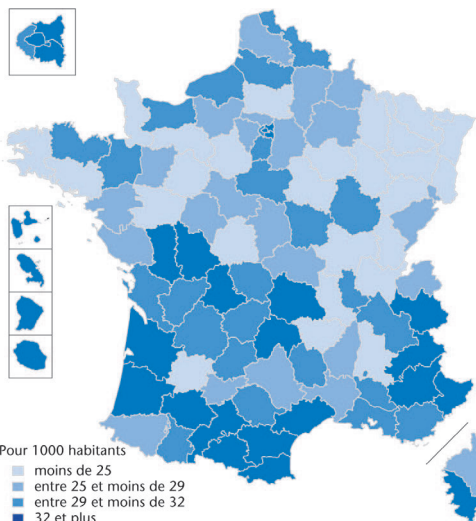 Pour 1000 habitants
moins de 25
entre 25 et moins de 29
entre 29 et moins de 32
32 et plus